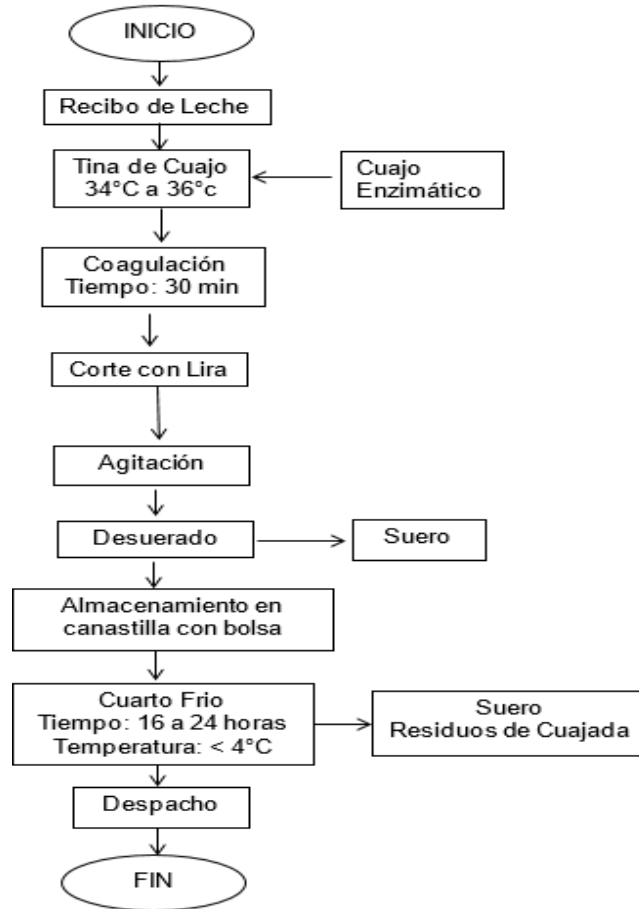 INICIO
Recibo de Leche
Tina de Cuajo
34°C a 36°c
Cuajo
Enzimático
Coagulación
Tiempo: 30 min
Corte con Lira
Agitación
Desuerado
Suero
Almacenamiento en
canastilla con bolsa
Cuarto Frio
Tiempo: 16 a 24 horas
Temperatura: < 4°C
Suero
Residuos de Cuajada
Despacho
FIN